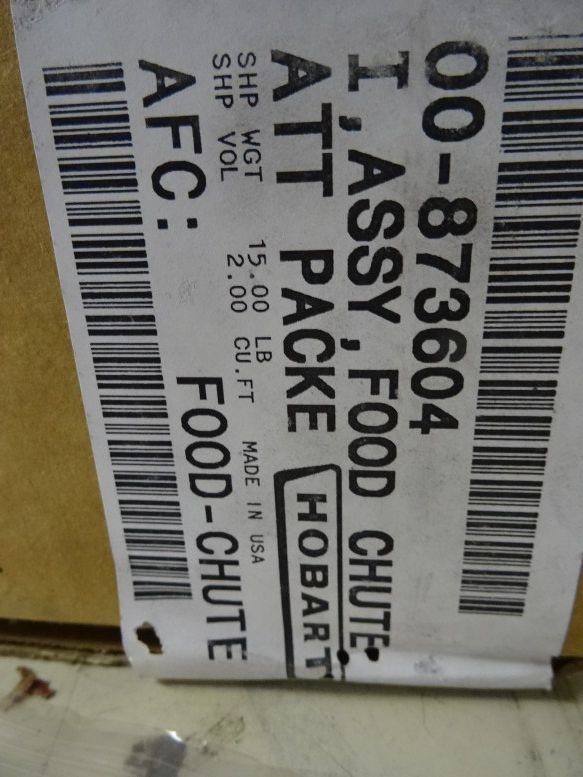 00-873604
I,ASSY,FOOD CHUTE
ATT PACKE HOBART
SHP WGT 15.00 LB
SHP VOL 2.00 CU.FT MADE IN USA
AFC: FOOD-CHUTE